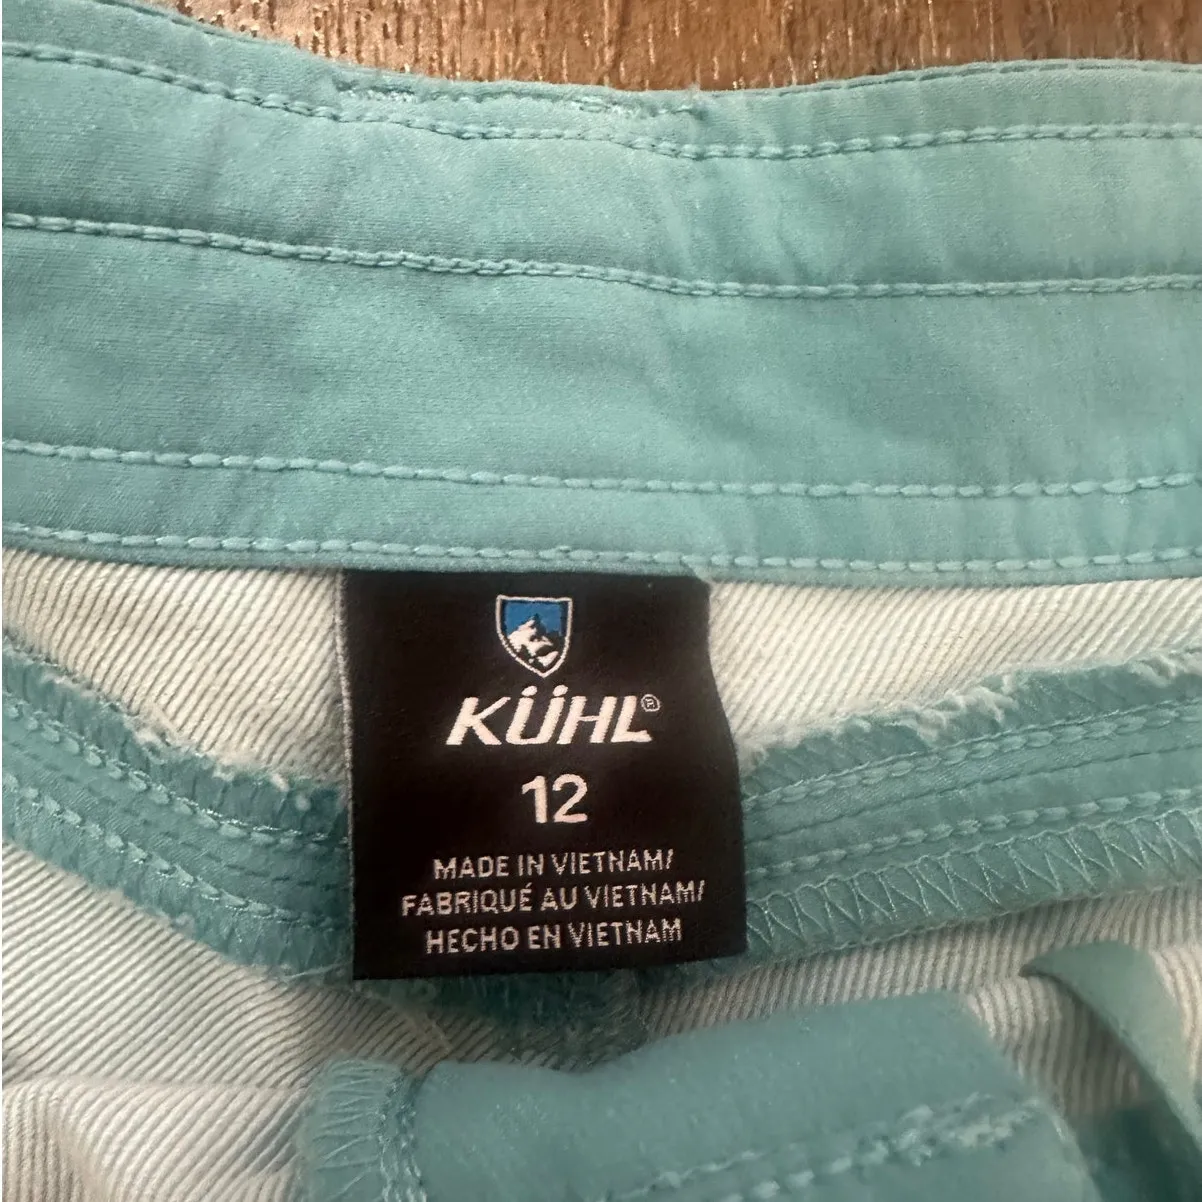 KÜHL®
12
MADE IN VIETNAM/
FABRIQUÉ AU VIETNAM/
HECHO EN VIETNAM